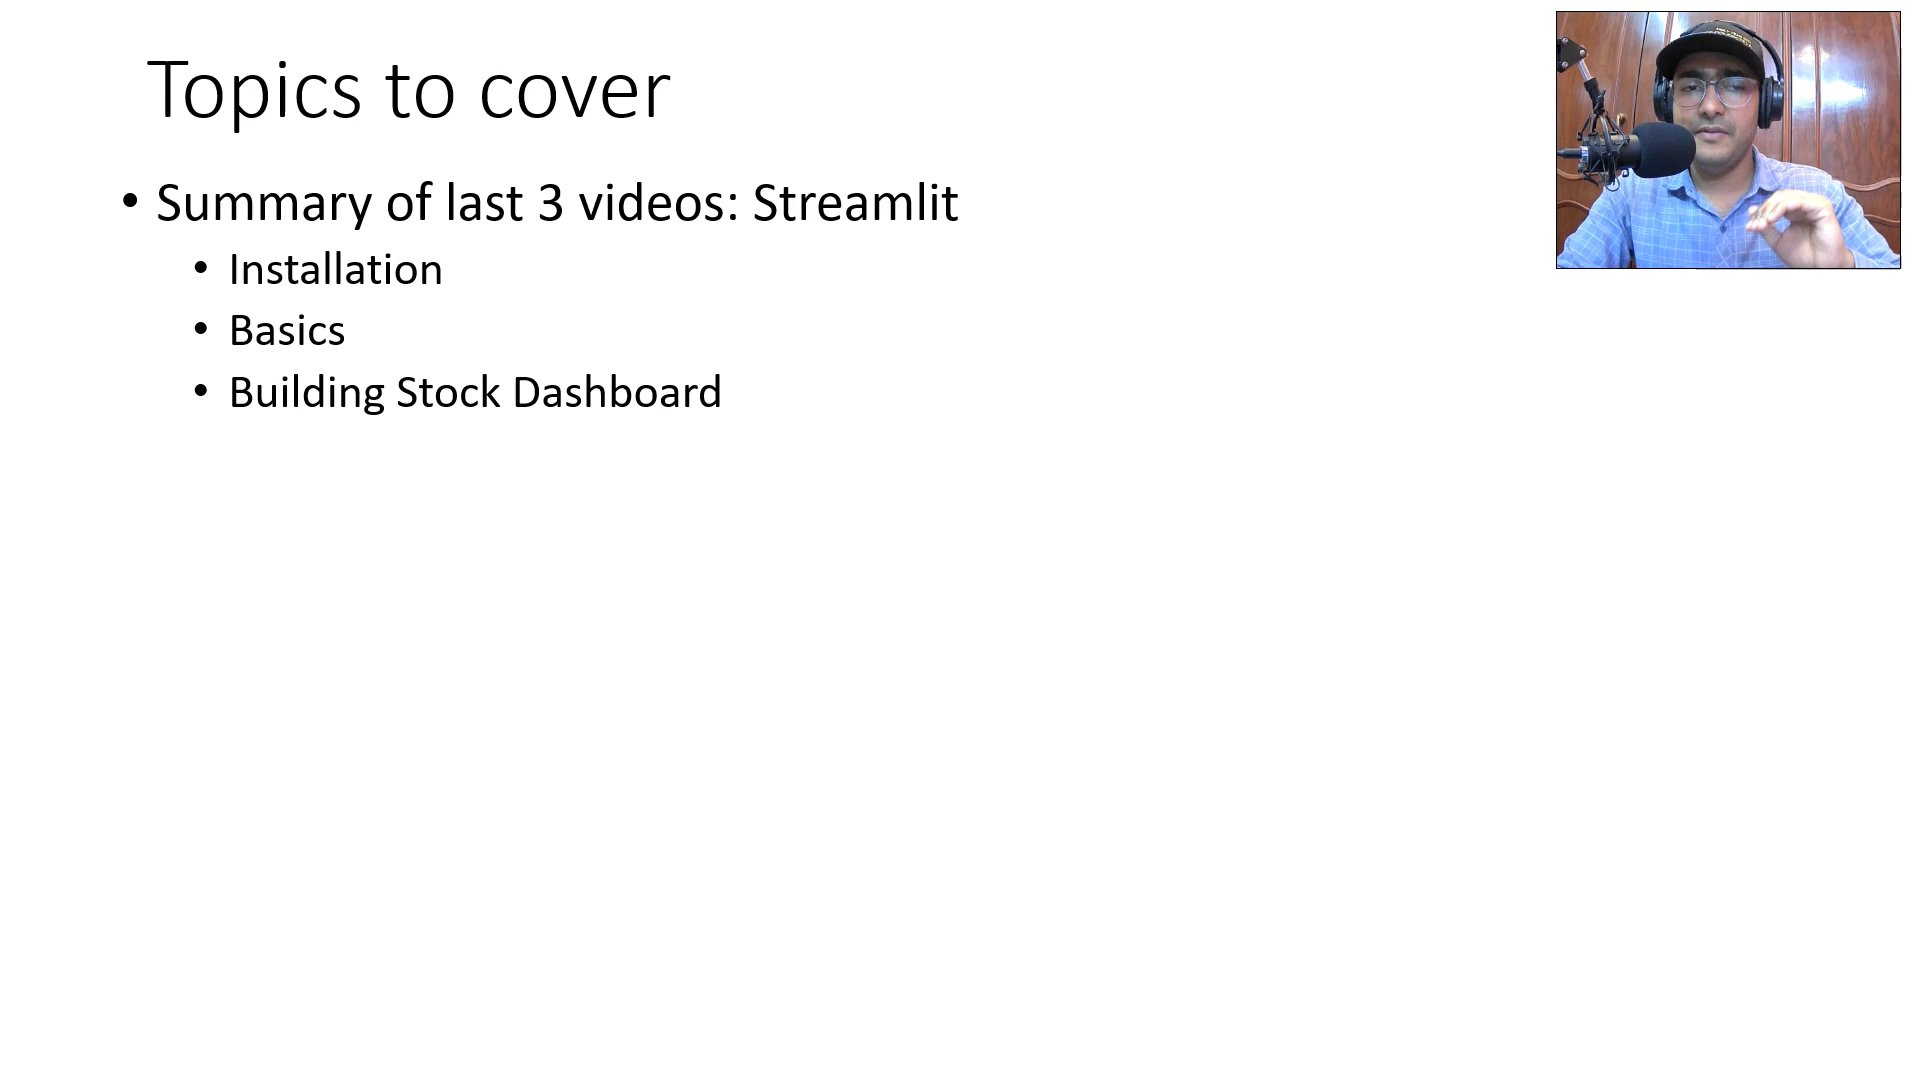 Topics to cover
• Summary of last 3 videos: Streamlit
• Installation
• Basics
• Building Stock Dashboard